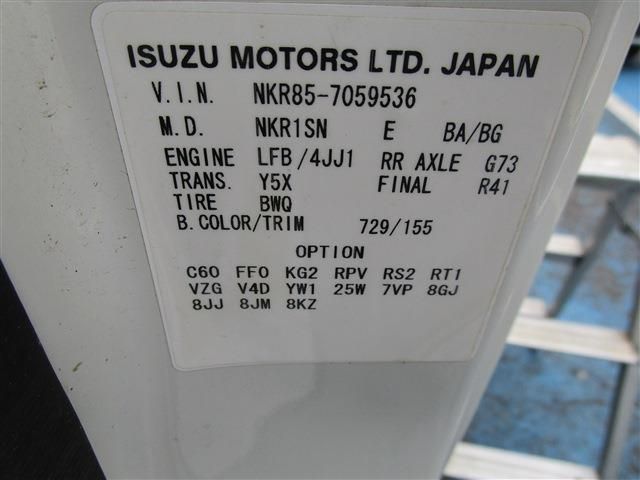 ISUZU MOTORS LTD. JAPAN
V.I.N. NKR85-7059536
M.D. NKR1SN E BA/BG
ENGINE LFB/4JJ1 RR AXLE G73
TRANS. Y5X FINAL R41
TIRE BWQ
B.COLOR/TRIM 729/155
OPTION
C60 FF0 KG2 RPV RS2 RT1
VZG V4D YW1 25W 7VP 8GJ
8JJ 8JM 8KZ